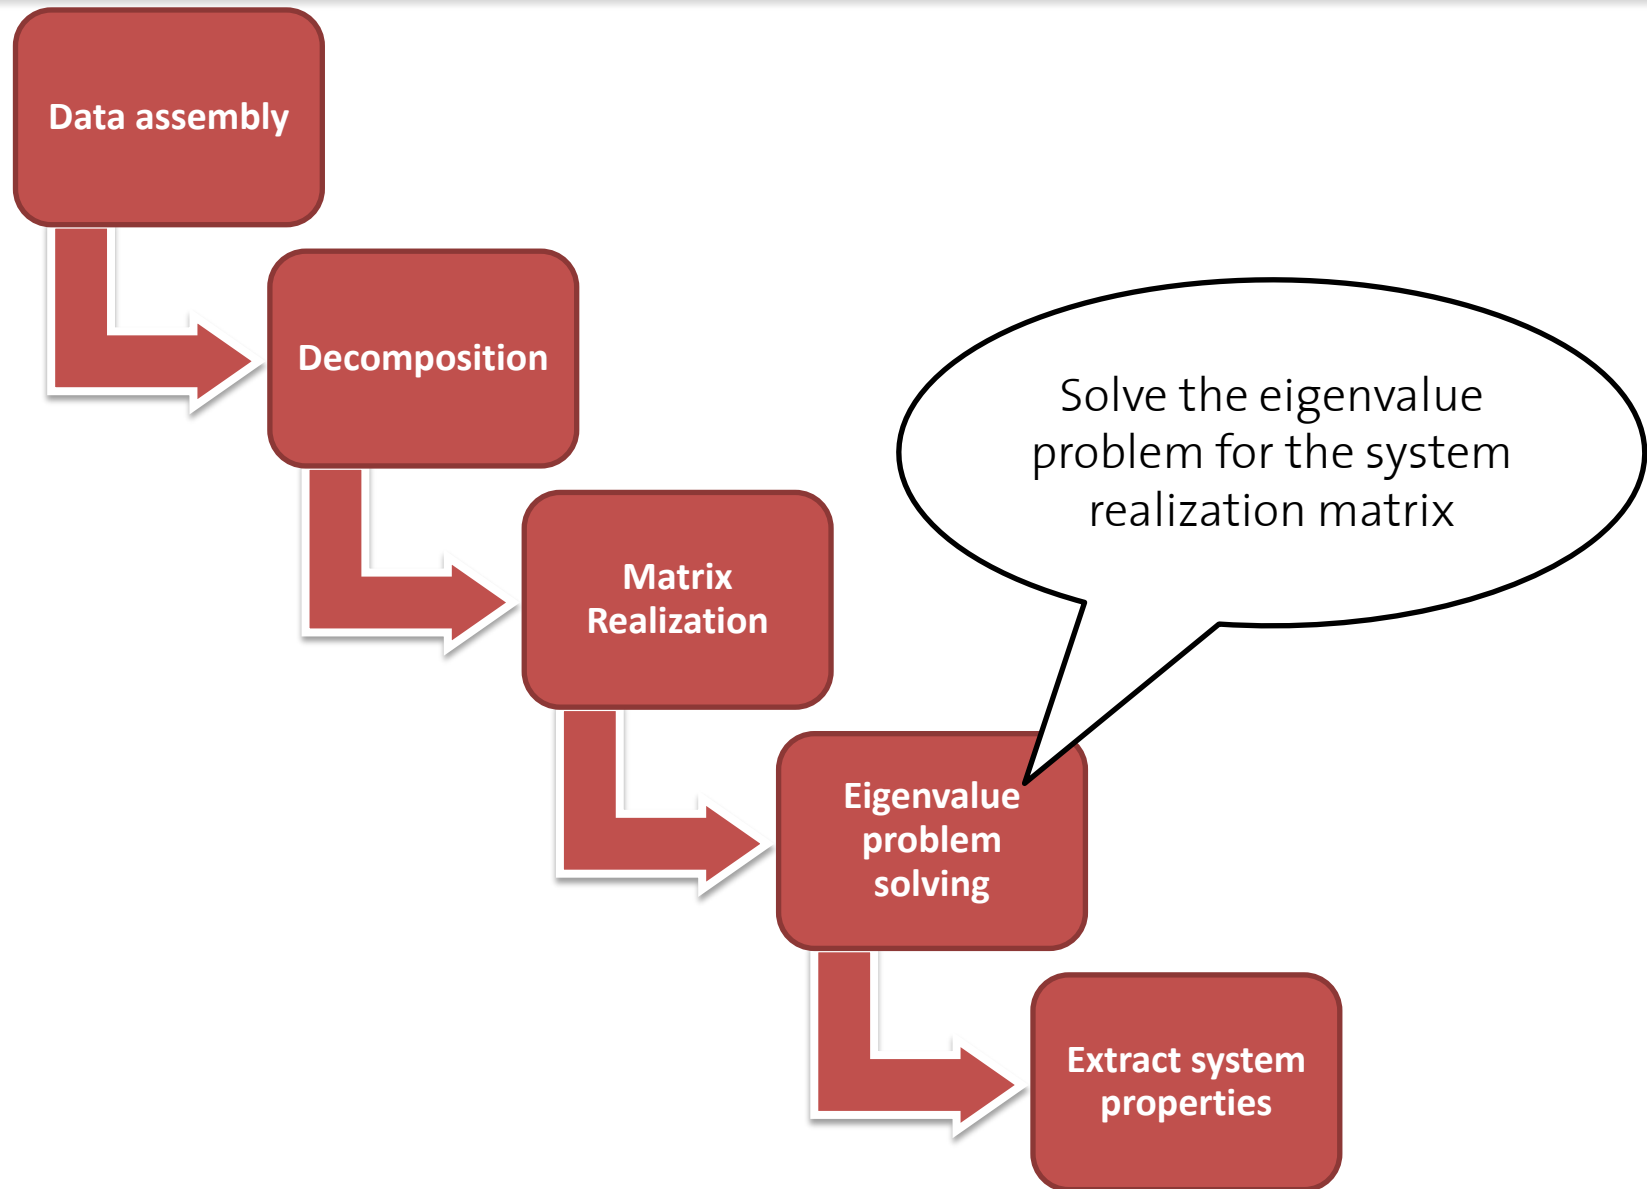 Data assembly
Decomposition
Solve the eigenvalue
problem for the system
realization matrix
Matrix
Realization
Eigenvalue
problem
solving
Extract system
properties